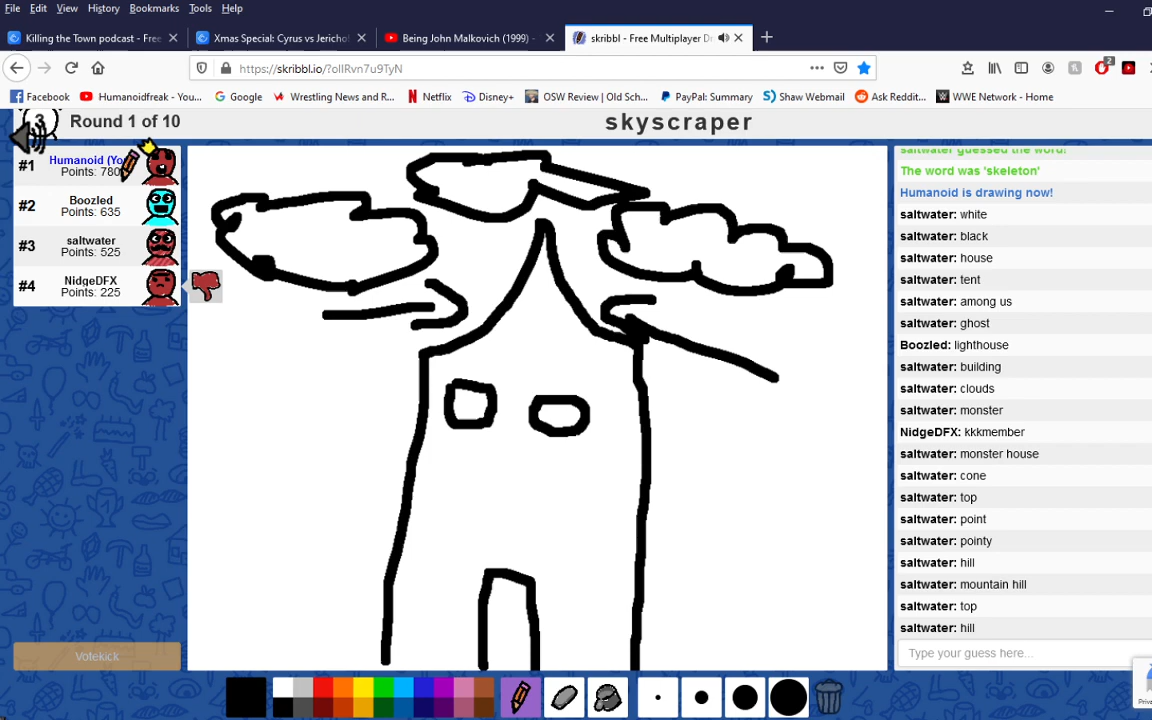 File Edit View History Bookmarks Tools Help
Killing the Town podcast - Free
Xmas Special: Cyrus vs Jericho
Being John Malkovich (1999) -
skribbl - Free Multiplayer Dr
https://skribbl.io/?olIRvn7u9TyN
2
Facebook
Humanoidfreak - You...
Google
Wrestling News and R...
Netflix
Disney+
OSW Review | Old Sch...
PayPal: Summary
Shaw Webmail
Ask Reddit...
WWE Network - Home
3
Round 1 of 10
skyscraper
#1 Humanoid (You
Points: 780
#2 Boozled
Points: 635
#3 saltwater
Points: 525
#4 NidgeDFX
Points: 225
Votekick
saltwater guessed the word!
The word was 'skeleton'
Humanoid is drawing now!
saltwater: white
saltwater: black
saltwater: house
saltwater: tent
saltwater: among us
saltwater: ghost
Boozled: lighthouse
saltwater: building
saltwater: clouds
saltwater: monster
NidgeDFX: kkkmember
saltwater: monster house
saltwater: cone
saltwater: top
saltwater: point
saltwater: pointy
saltwater: hill
saltwater: mountain hill
saltwater: top
saltwater: hill
Type your guess here...